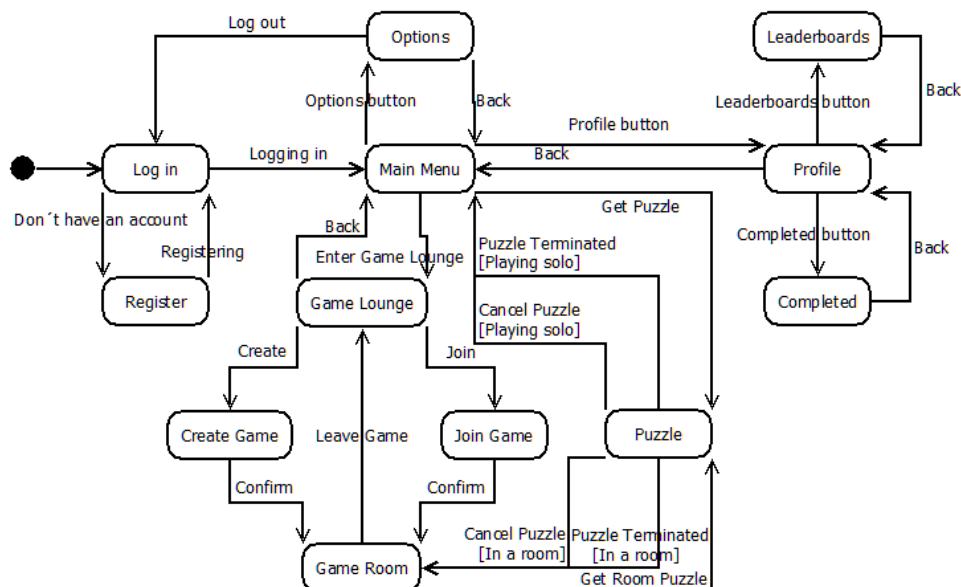 Log out
Options
Leaderboards
Options button
Back
Leaderboards button
Back
Profile button
Log in
Logging in
Main Menu
Back
Profile
Don´t have an account
Registering
Back
Enter Game Lounge
Get Puzzle
Puzzle Terminated
[Playing solo]
Completed button
Back
Register
Game Lounge
Cancel Puzzle
[Playing solo]
Completed
Create
Join
Create Game
Leave Game
Join Game
Puzzle
Confirm
Confirm
Cancel Puzzle
[In a room]
Puzzle Terminated
[In a room]
Game Room
Get Room Puzzle